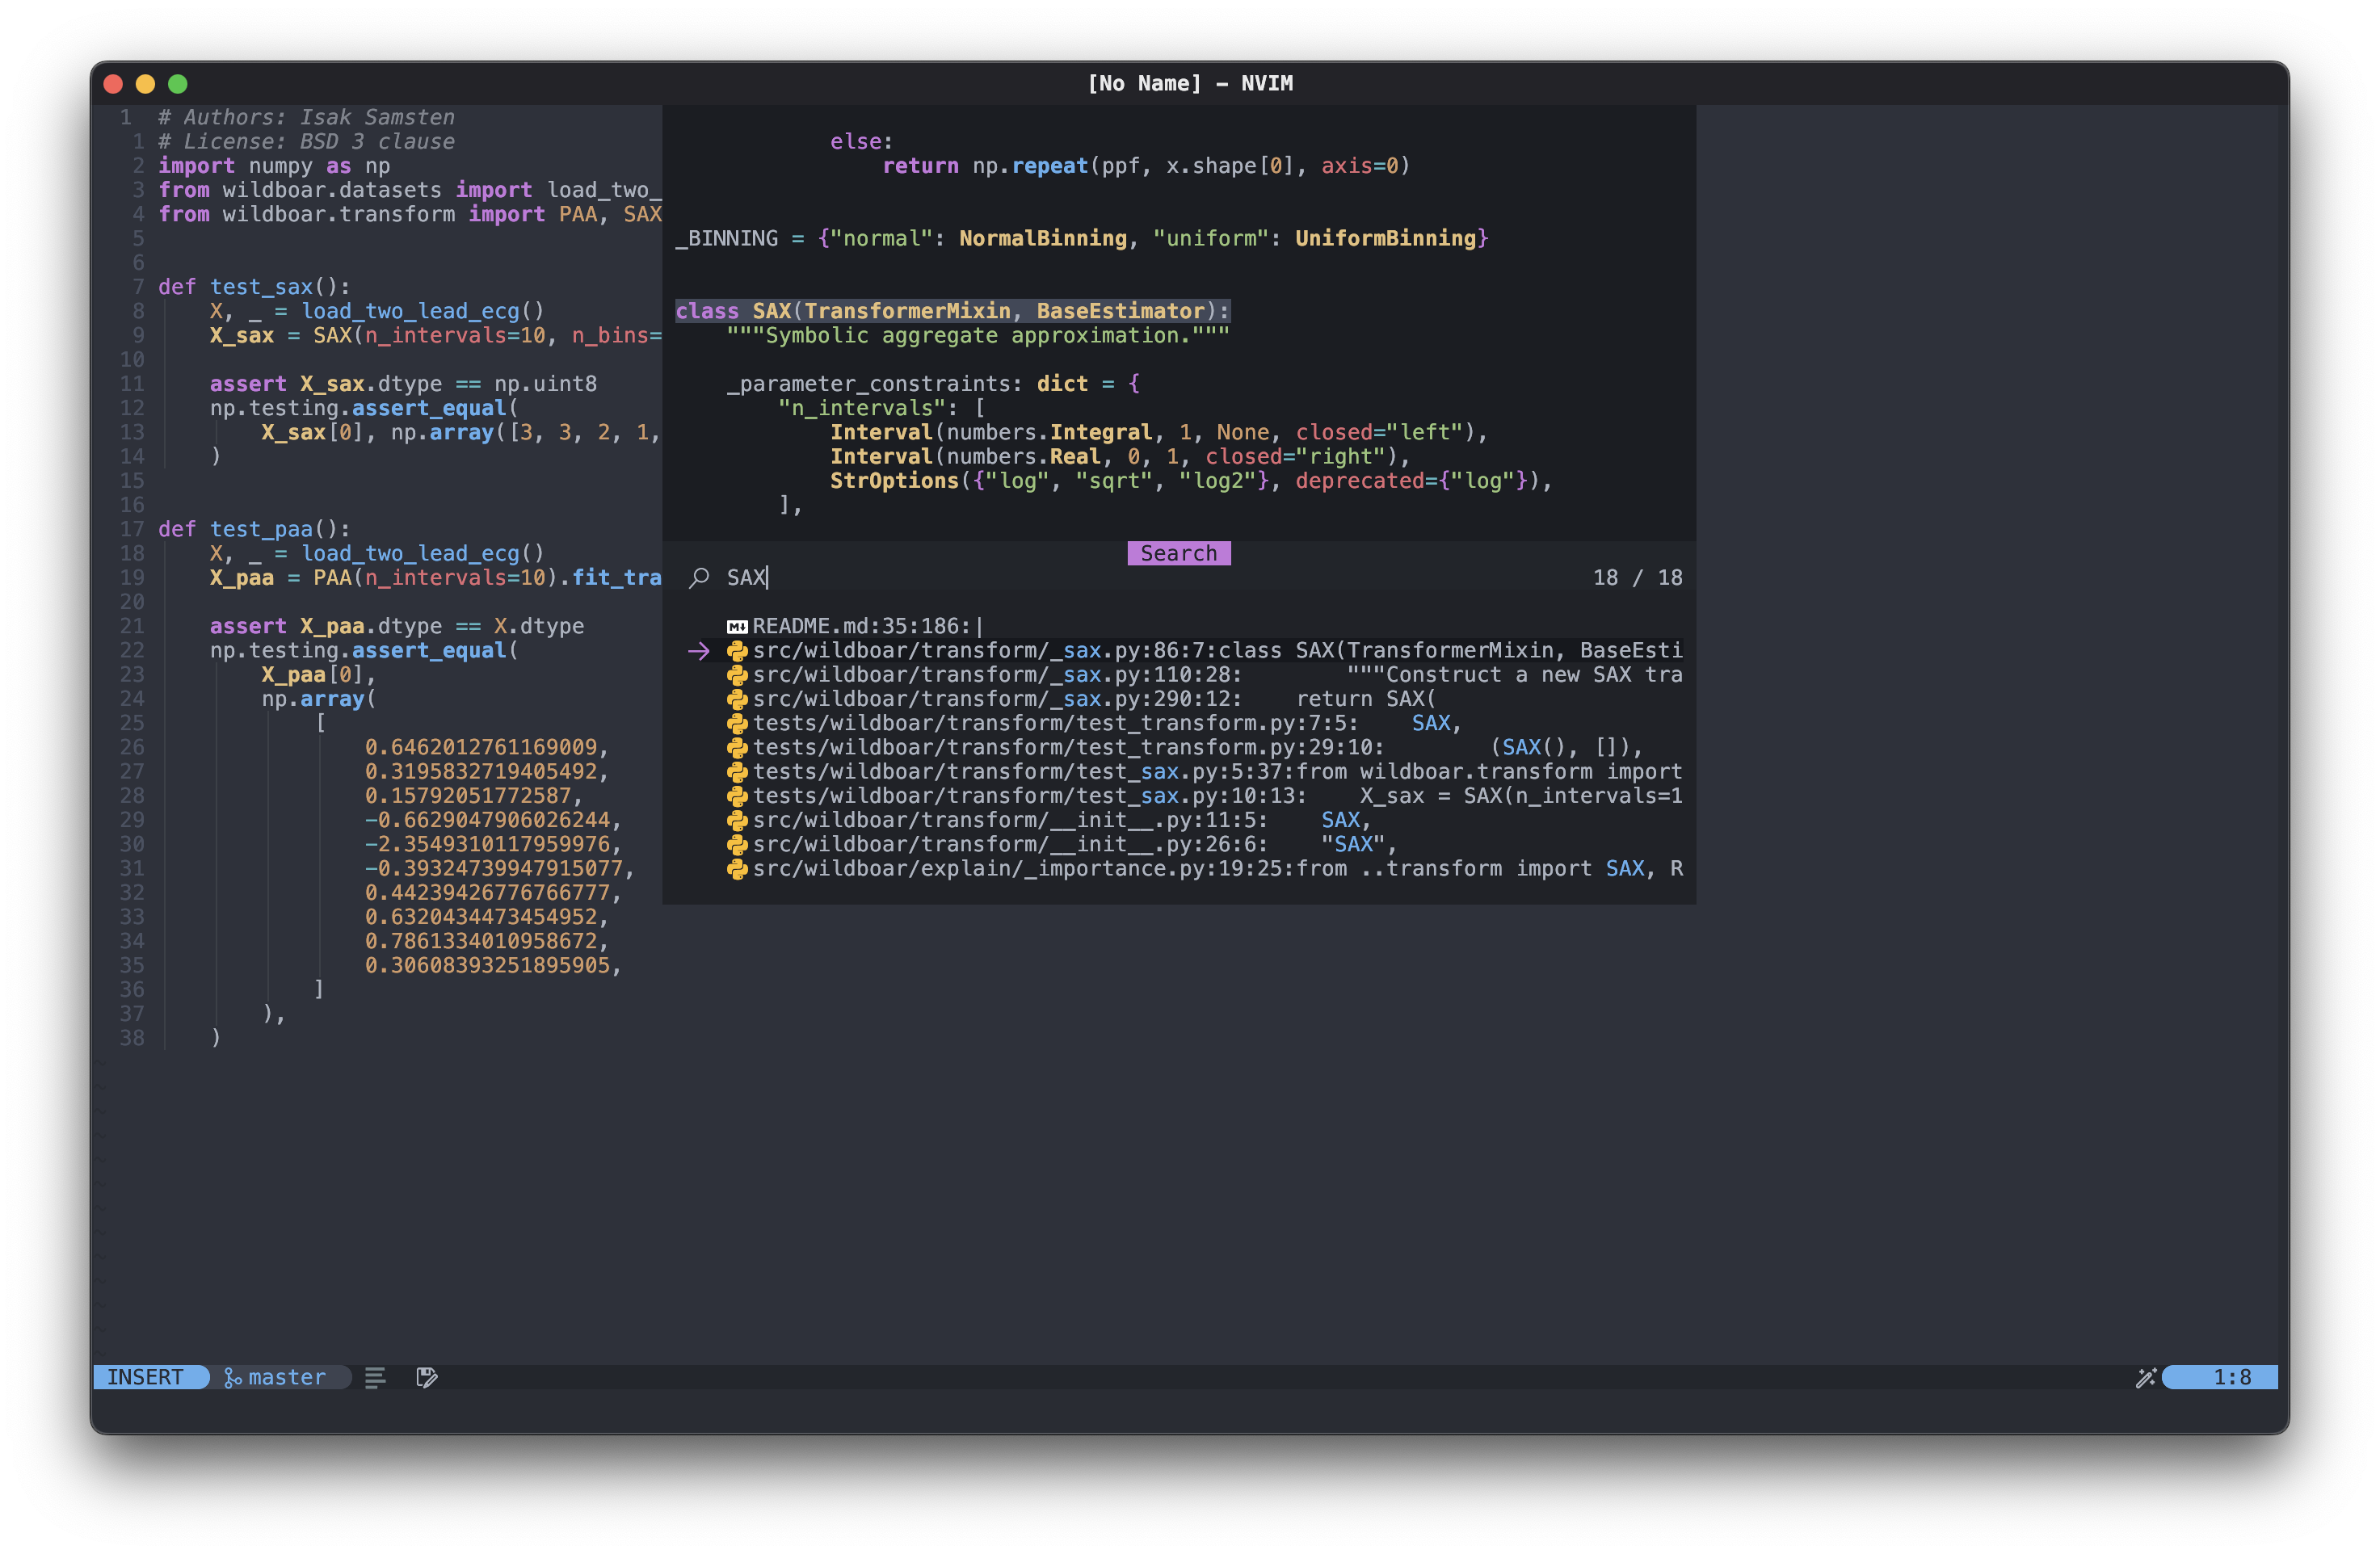 [No Name] – NVIM
1 # Authors: Isak Samsten
1 # License: BSD 3 clause
2 import numpy as np
3 from wildboar.datasets import load_two_
4 from wildboar.transform import PAA, SAX
5
6
7 def test_sax():
8     X, _ = load_two_lead_ecg()
9     X_sax = SAX(n_intervals=10, n_bins=
10
11     assert X_sax.dtype == np.uint8
12     np.testing.assert_equal(
13         X_sax[0], np.array([3, 3, 2, 1,
14     )
15
16
17 def test_paa():
18     X, _ = load_two_lead_ecg()
19     X_paa = PAA(n_intervals=10).fit_tra
20
21     assert X_paa.dtype == X.dtype
22     np.testing.assert_equal(
23         X_paa[0],
24         np.array(
25             [
26                 0.6462012761169009,
27                 0.3195832719405492,
28                 0.15792051772587,
29                 -0.6629047906026244,
30                 -2.3549310117959976,
31                 -0.39324739947915077,
32                 0.44239426776766777,
33                 0.6320434473454952,
34                 0.7861334010958672,
35                 0.30608393251895905,
36             ]
37         ),
38     )
            else:
                return np.repeat(ppf, x.shape[0], axis=0)
_BINNING = {"normal": NormalBinning, "uniform": UniformBinning}
class SAX(TransformerMixin, BaseEstimator):
    """Symbolic aggregate approximation."""
    _parameter_constraints: dict = {
        "n_intervals": [
            Interval(numbers.Integral, 1, None, closed="left"),
            Interval(numbers.Real, 0, 1, closed="right"),
            StrOptions({"log", "sqrt", "log2"}, deprecated={"log"}),
        ],
Search
SAX 18 / 18
README.md:35:186:|
src/wildboar/transform/_sax.py:86:7:class SAX(TransformerMixin, BaseEsti
src/wildboar/transform/_sax.py:110:28:        """Construct a new SAX tra
src/wildboar/transform/_sax.py:290:12:    return SAX(
tests/wildboar/transform/test_transform.py:7:5:    SAX,
tests/wildboar/transform/test_transform.py:29:10:        (SAX(), []),
tests/wildboar/transform/test_sax.py:5:37:from wildboar.transform import
tests/wildboar/transform/test_sax.py:10:13:    X_sax = SAX(n_intervals=1
src/wildboar/transform/__init__.py:11:5:    SAX,
src/wildboar/transform/__init__.py:26:6:    "SAX",
src/wildboar/explain/_importance.py:19:25:from ..transform import SAX, R
INSERT master 1:8